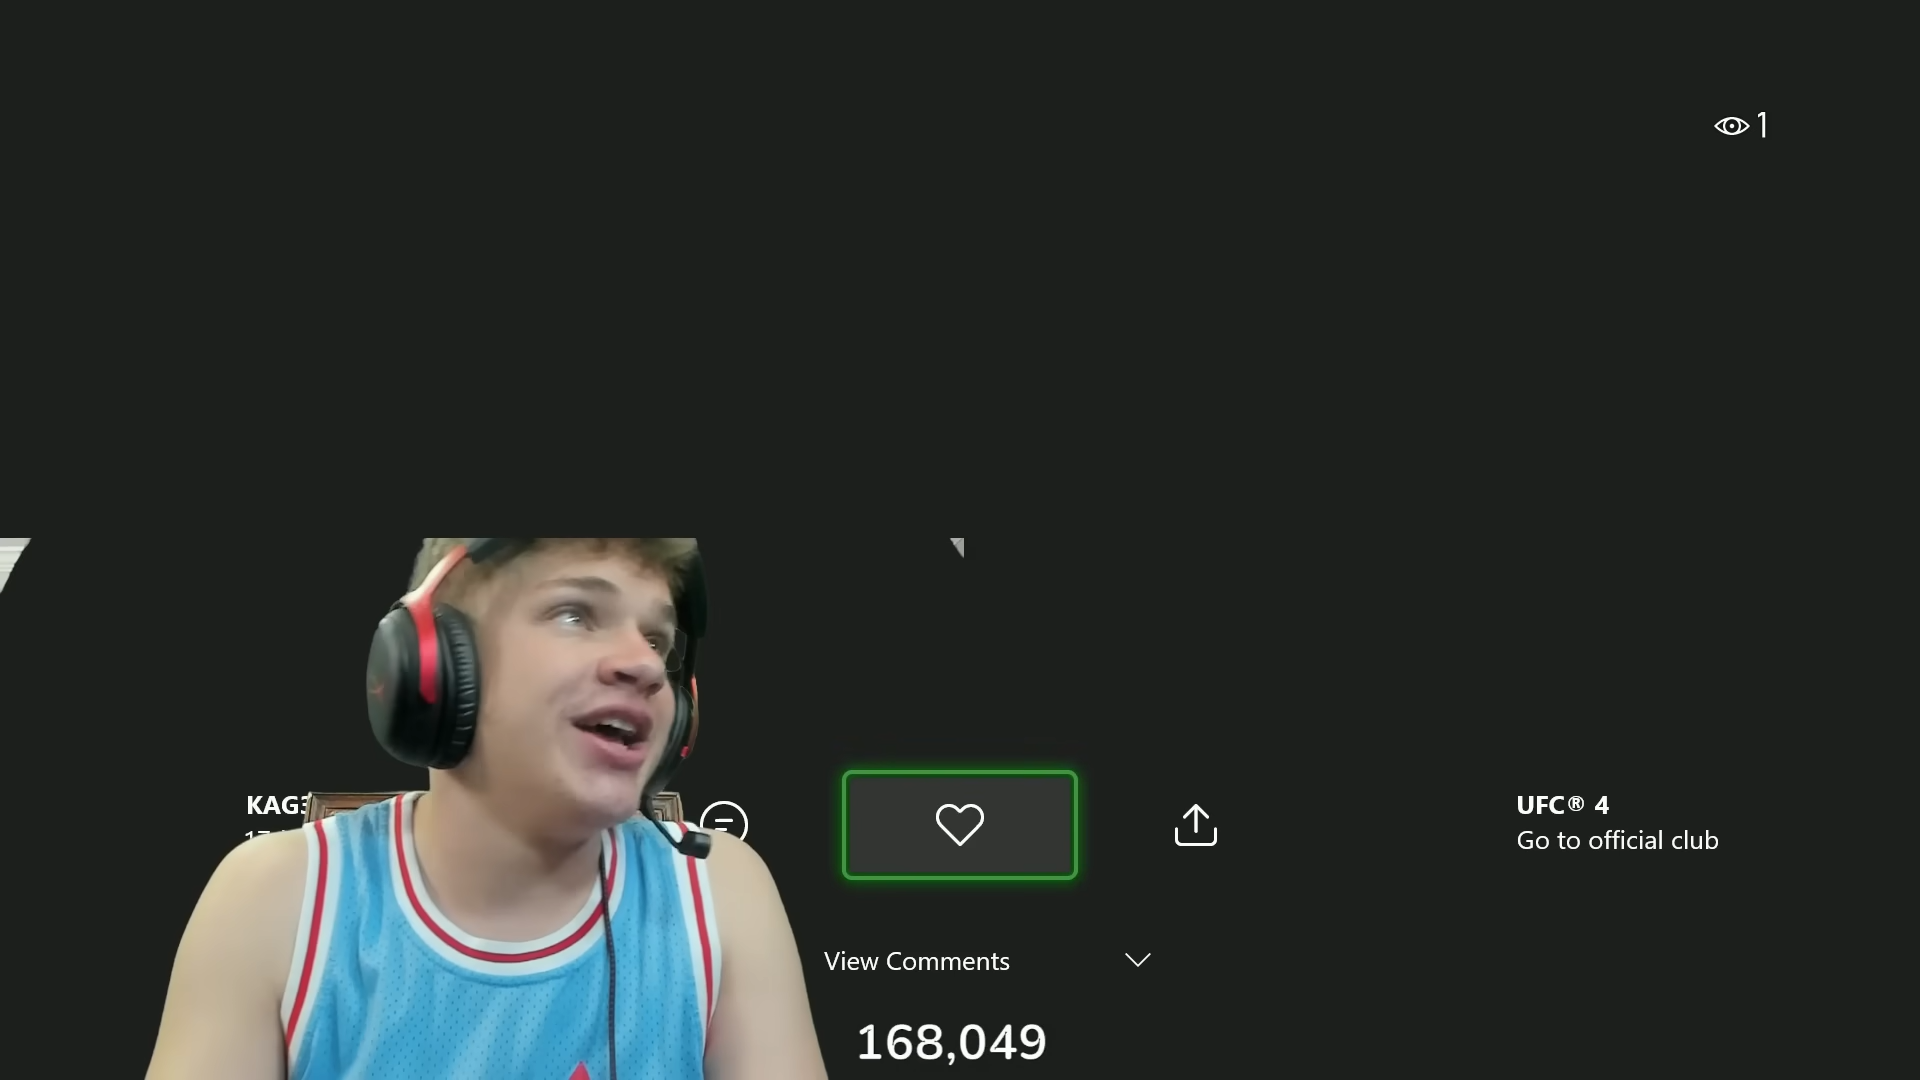 1
UFC® 4
Go to official club
View Comments
168,049